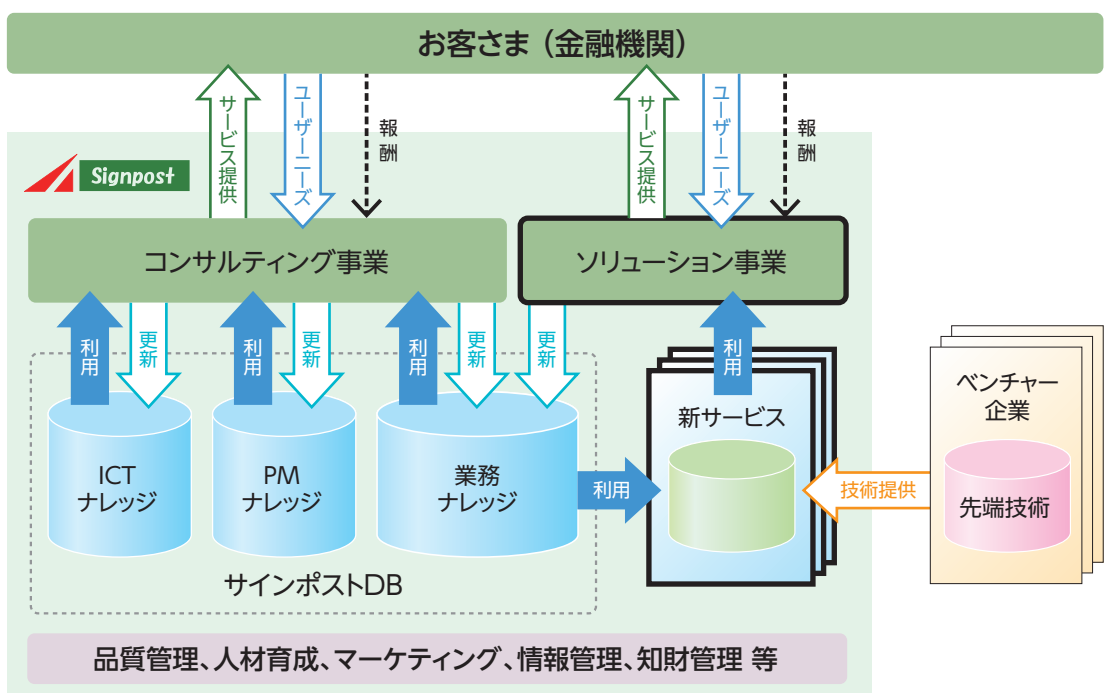 お客さま（金融機関）
サービス提供
ユーザーニーズ
報酬
サービス提供
ユーザーニーズ
報酬
Signpost
コンサルティング事業
ソリューション事業
利用
更新
利用
更新
利用
更新
更新
利用
ICT
ナレッジ
PM
ナレッジ
業務
ナレッジ
利用
新サービス
技術提供
ベンチャー
企業
先端技術
サインポストDB
品質管理、人材育成、マーケティング、情報管理、知財管理 等